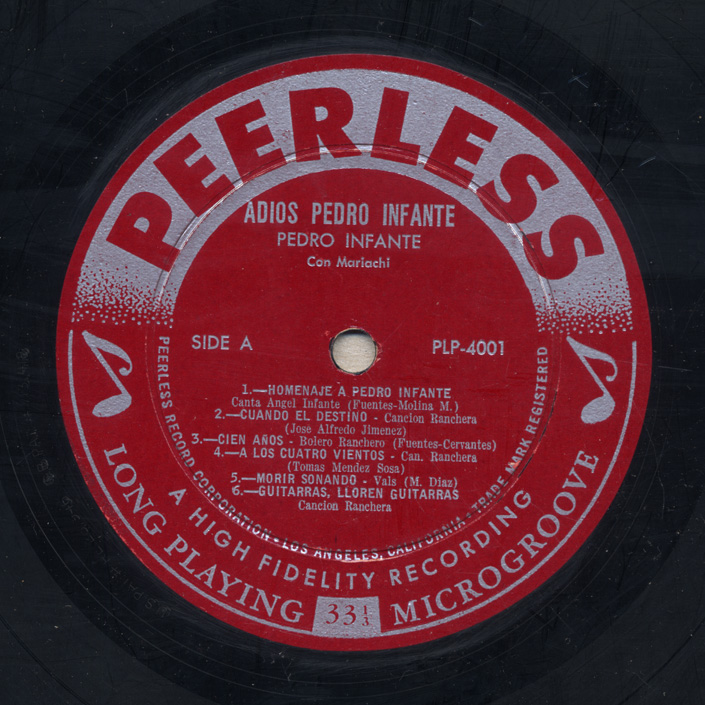 PEERLESS
ADIOS PEDRO INFANTE
PEDRO INFANTE
Con Mariachi
SIDE A
PLP-4001
1.—HOMENAJE A PEDRO INFANTE
Canta Angel Infante (Fuentes-Molina M.)
2.—CUANDO EL DESTINO - Cancion Ranchera
(José Alfredo Jimenez)
3.—CIEN AÑOS - Bolero Ranchero (Fuentes-Cervantes)
4.—A LOS CUATRO VIENTOS - Can. Ranchera
(Tomas Mendez Sosa)
5.—MORIR SONANDO - Vals (M. Diaz)
6.—GUITARRAS, LLOREN GUITARRAS
Cancion Ranchera
PEERLESS RECORD CORPORATION - LOS ANGELES, CALIFORNIA - TRADE MARK REGISTERED
A HIGH FIDELITY RECORDING
LONG PLAYING 33 1/3 MICROGROOVE